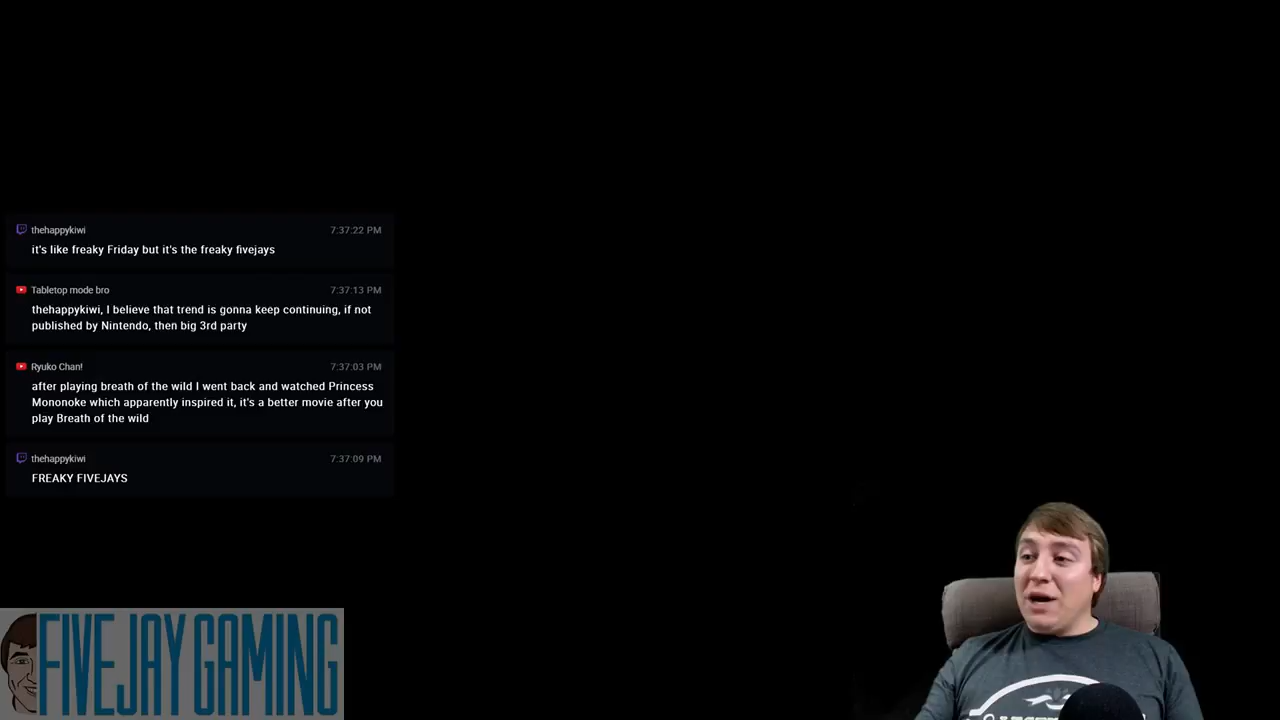 thehappykiwi 7:37:22 PM
it's like freaky Friday but it's the freaky fivejays
Tabletop mode bro 7:37:13 PM
thehappykiwi, I believe that trend is gonna keep continuing, if not
published by Nintendo, then big 3rd party
Ryuko Chan! 7:37:03 PM
after playing breath of the wild I went back and watched Princess
Mononoke which apparently inspired it, it's a better movie after you
play Breath of the wild
thehappykiwi 7:37:09 PM
FREAKY FIVEJAYS
FIVEJAY GAMING